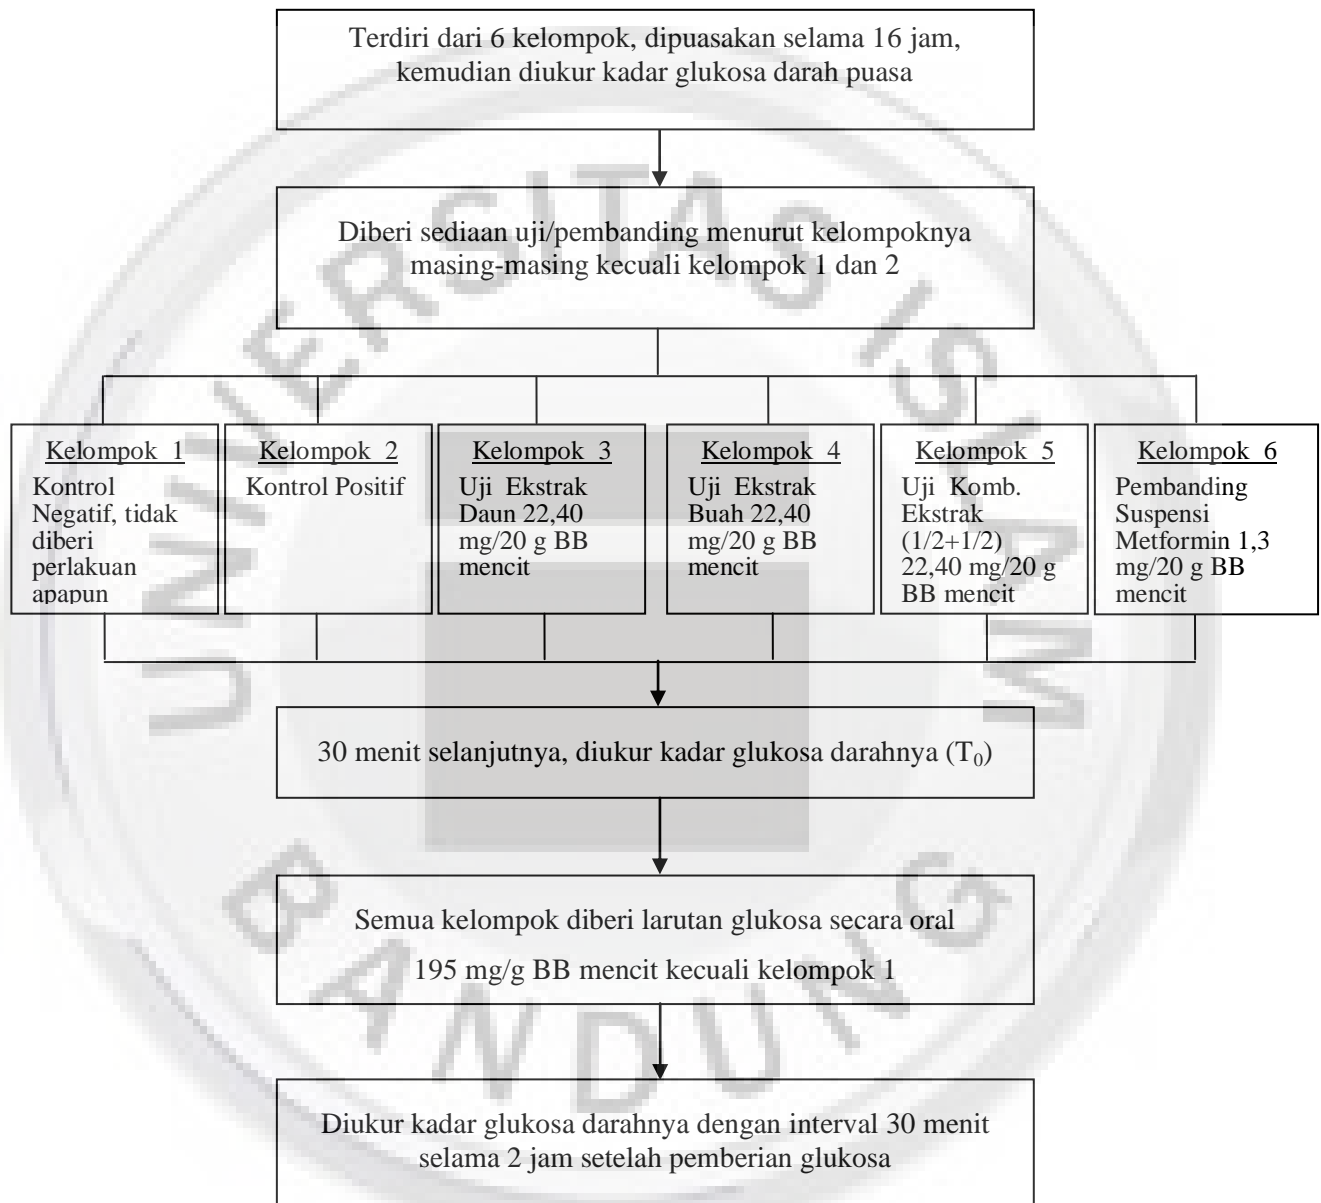 Terdiri dari 6 kelompok, dipuasakan selama 16 jam,
kemudian diukur kadar glukosa darah puasa
Diberi sediaan uji/pembanding menurut kelompoknya
masing-masing kecuali kelompok 1 dan 2
Kelompok 1
Kontrol
Negatif, tidak
diberi
perlakuan
apapun
Kelompok 2
Kontrol Positif
Kelompok 3
Uji Ekstrak
Daun 22,40
mg/20 g BB
mencit
Kelompok 4
Uji Ekstrak
Buah 22,40
mg/20 g BB
mencit
Kelompok 5
Uji Komb.
Ekstrak
(1/2+1/2)
22,40 mg/20 g
BB mencit
Kelompok 6
Pembanding
Suspensi
Metformin 1,3
mg/20 g BB
mencit
30 menit selanjutnya, diukur kadar glukosa darahnya (T₀)
Semua kelompok diberi larutan glukosa secara oral
195 mg/g BB mencit kecuali kelompok 1
Diukur kadar glukosa darahnya dengan interval 30 menit
selama 2 jam setelah pemberian glukosa
UNIVERSITAS ISLAM
BANDUNG